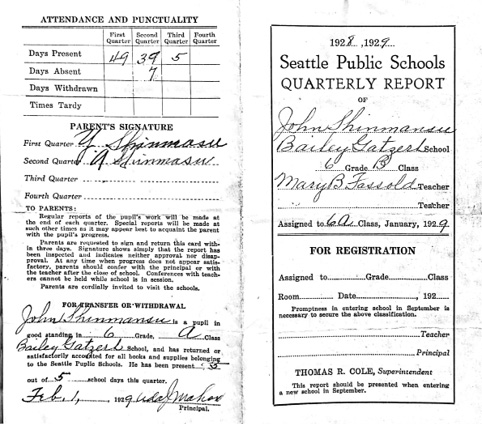 ATTENDANCE AND PUNCTUALITY
First Quarter Second Quarter Third Quarter Fourth Quarter
Days Present 49 39 5
Days Absent 7
Days Withdrawn
Times Tardy
PARENT'S SIGNATURE
First Quarter Y. Shinmasu
Second Quarter A Shinmasu
Third Quarter
Fourth Quarter
TO PARENTS:
Regular reports of the pupil's work will be made at
the end of each quarter. Special reports will be made at
such other times as it may appear best to acquaint the parent
with the pupil's progress.
Parents are requested to sign and return this card with-
in three days. Signature shows simply that the report has
been inspected and indicates neither approval nor disap-
proval. At any time when progress does not appear satis-
factory, parents should confer with the principal or with
the teacher after the close of school. Conferences with teach-
ers cannot be held while school is in session.
Parents are cordially invited to visit the schools.
FOR TRANSFER OR WITHDRAWAL
John Shinmansu is a pupil in
good standing in 6 Grade, A Class
Bailey Gatzert School, and has returned or
satisfactorily accounted for all books and supplies belonging
to the Seattle Public Schools. He has been present 5
out of 5 school days this quarter.
Feb. 1, 1929
Principal.
1928, 1929
Seattle Public Schools
QUARTERLY REPORT
OF
John Shinmansu
Bailey Gatzert School
6 Grade B Class
Mary B. Fassold Teacher
Teacher
Assigned to 6A Class, January, 1929
FOR REGISTRATION
Assigned to Grade Class
Room Date , 192
Promptness in entering school in September is
necessary to secure the above classification.
Teacher
Principal
THOMAS R. COLE, Superintendent
This report should be presented when entering
a new school in September.